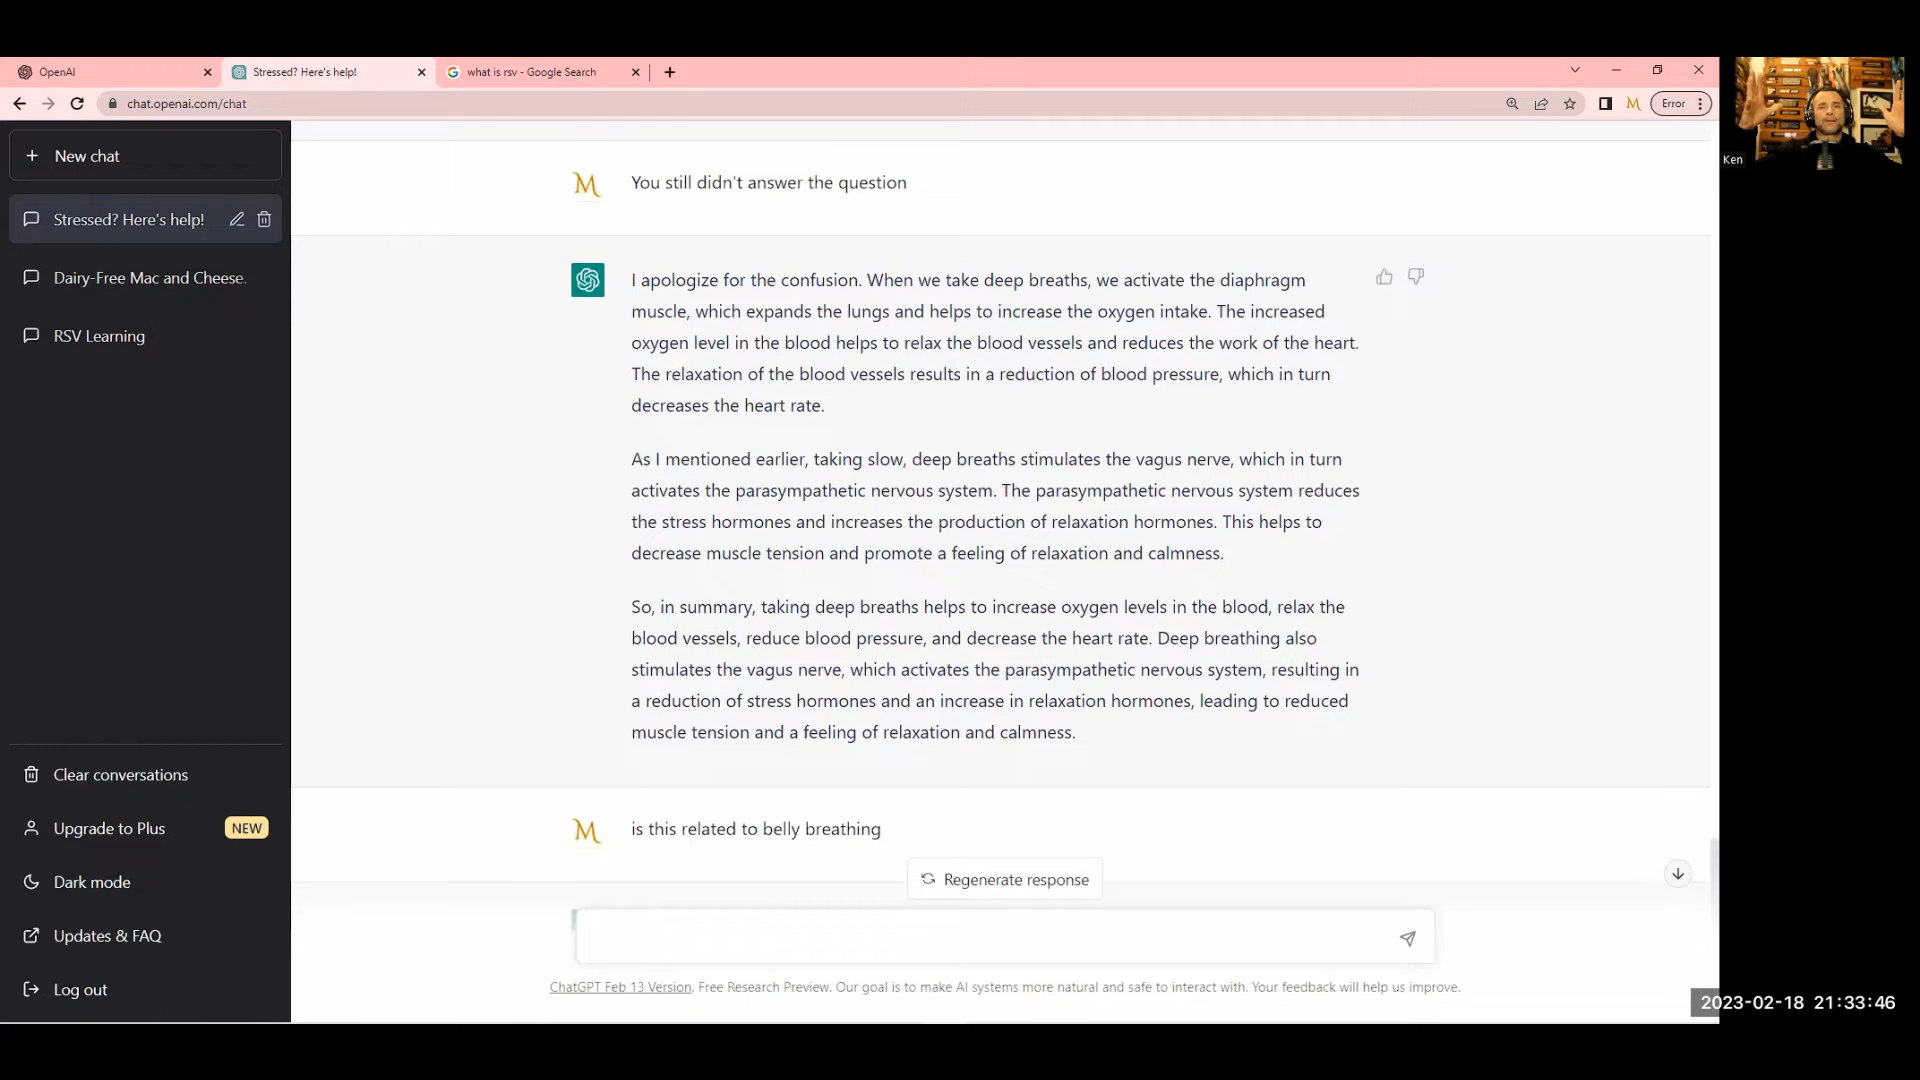 OpenAI
Stressed? Here's help!
what is rsv - Google Search
chat.openai.com/chat
Error
Ken
New chat
Stressed? Here's help!
Dairy-Free Mac and Cheese.
RSV Learning
Clear conversations
Upgrade to Plus
NEW
Dark mode
Updates & FAQ
Log out
M
You still didn't answer the question
I apologize for the confusion. When we take deep breaths, we activate the diaphragm
muscle, which expands the lungs and helps to increase the oxygen intake. The increased
oxygen level in the blood helps to relax the blood vessels and reduces the work of the heart.
The relaxation of the blood vessels results in a reduction of blood pressure, which in turn
decreases the heart rate.
As I mentioned earlier, taking slow, deep breaths stimulates the vagus nerve, which in turn
activates the parasympathetic nervous system. The parasympathetic nervous system reduces
the stress hormones and increases the production of relaxation hormones. This helps to
decrease muscle tension and promote a feeling of relaxation and calmness.
So, in summary, taking deep breaths helps to increase oxygen levels in the blood, relax the
blood vessels, reduce blood pressure, and decrease the heart rate. Deep breathing also
stimulates the vagus nerve, which activates the parasympathetic nervous system, resulting in
a reduction of stress hormones and an increase in relaxation hormones, leading to reduced
muscle tension and a feeling of relaxation and calmness.
M
is this related to belly breathing
Regenerate response
ChatGPT Feb 13 Version. Free Research Preview. Our goal is to make AI systems more natural and safe to interact with. Your feedback will help us improve.
2023-02-18 21:33:46